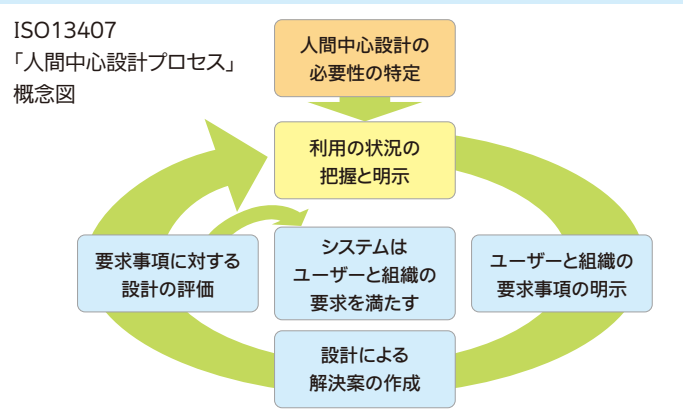 ISO13407
「人間中心設計プロセス」
概念図
人間中心設計の
必要性の特定
利用の状況の
把握と明示
要求事項に対する
設計の評価
システムは
ユーザーと組織の
要求を満たす
ユーザーと組織の
要求事項の明示
設計による
解決案の作成